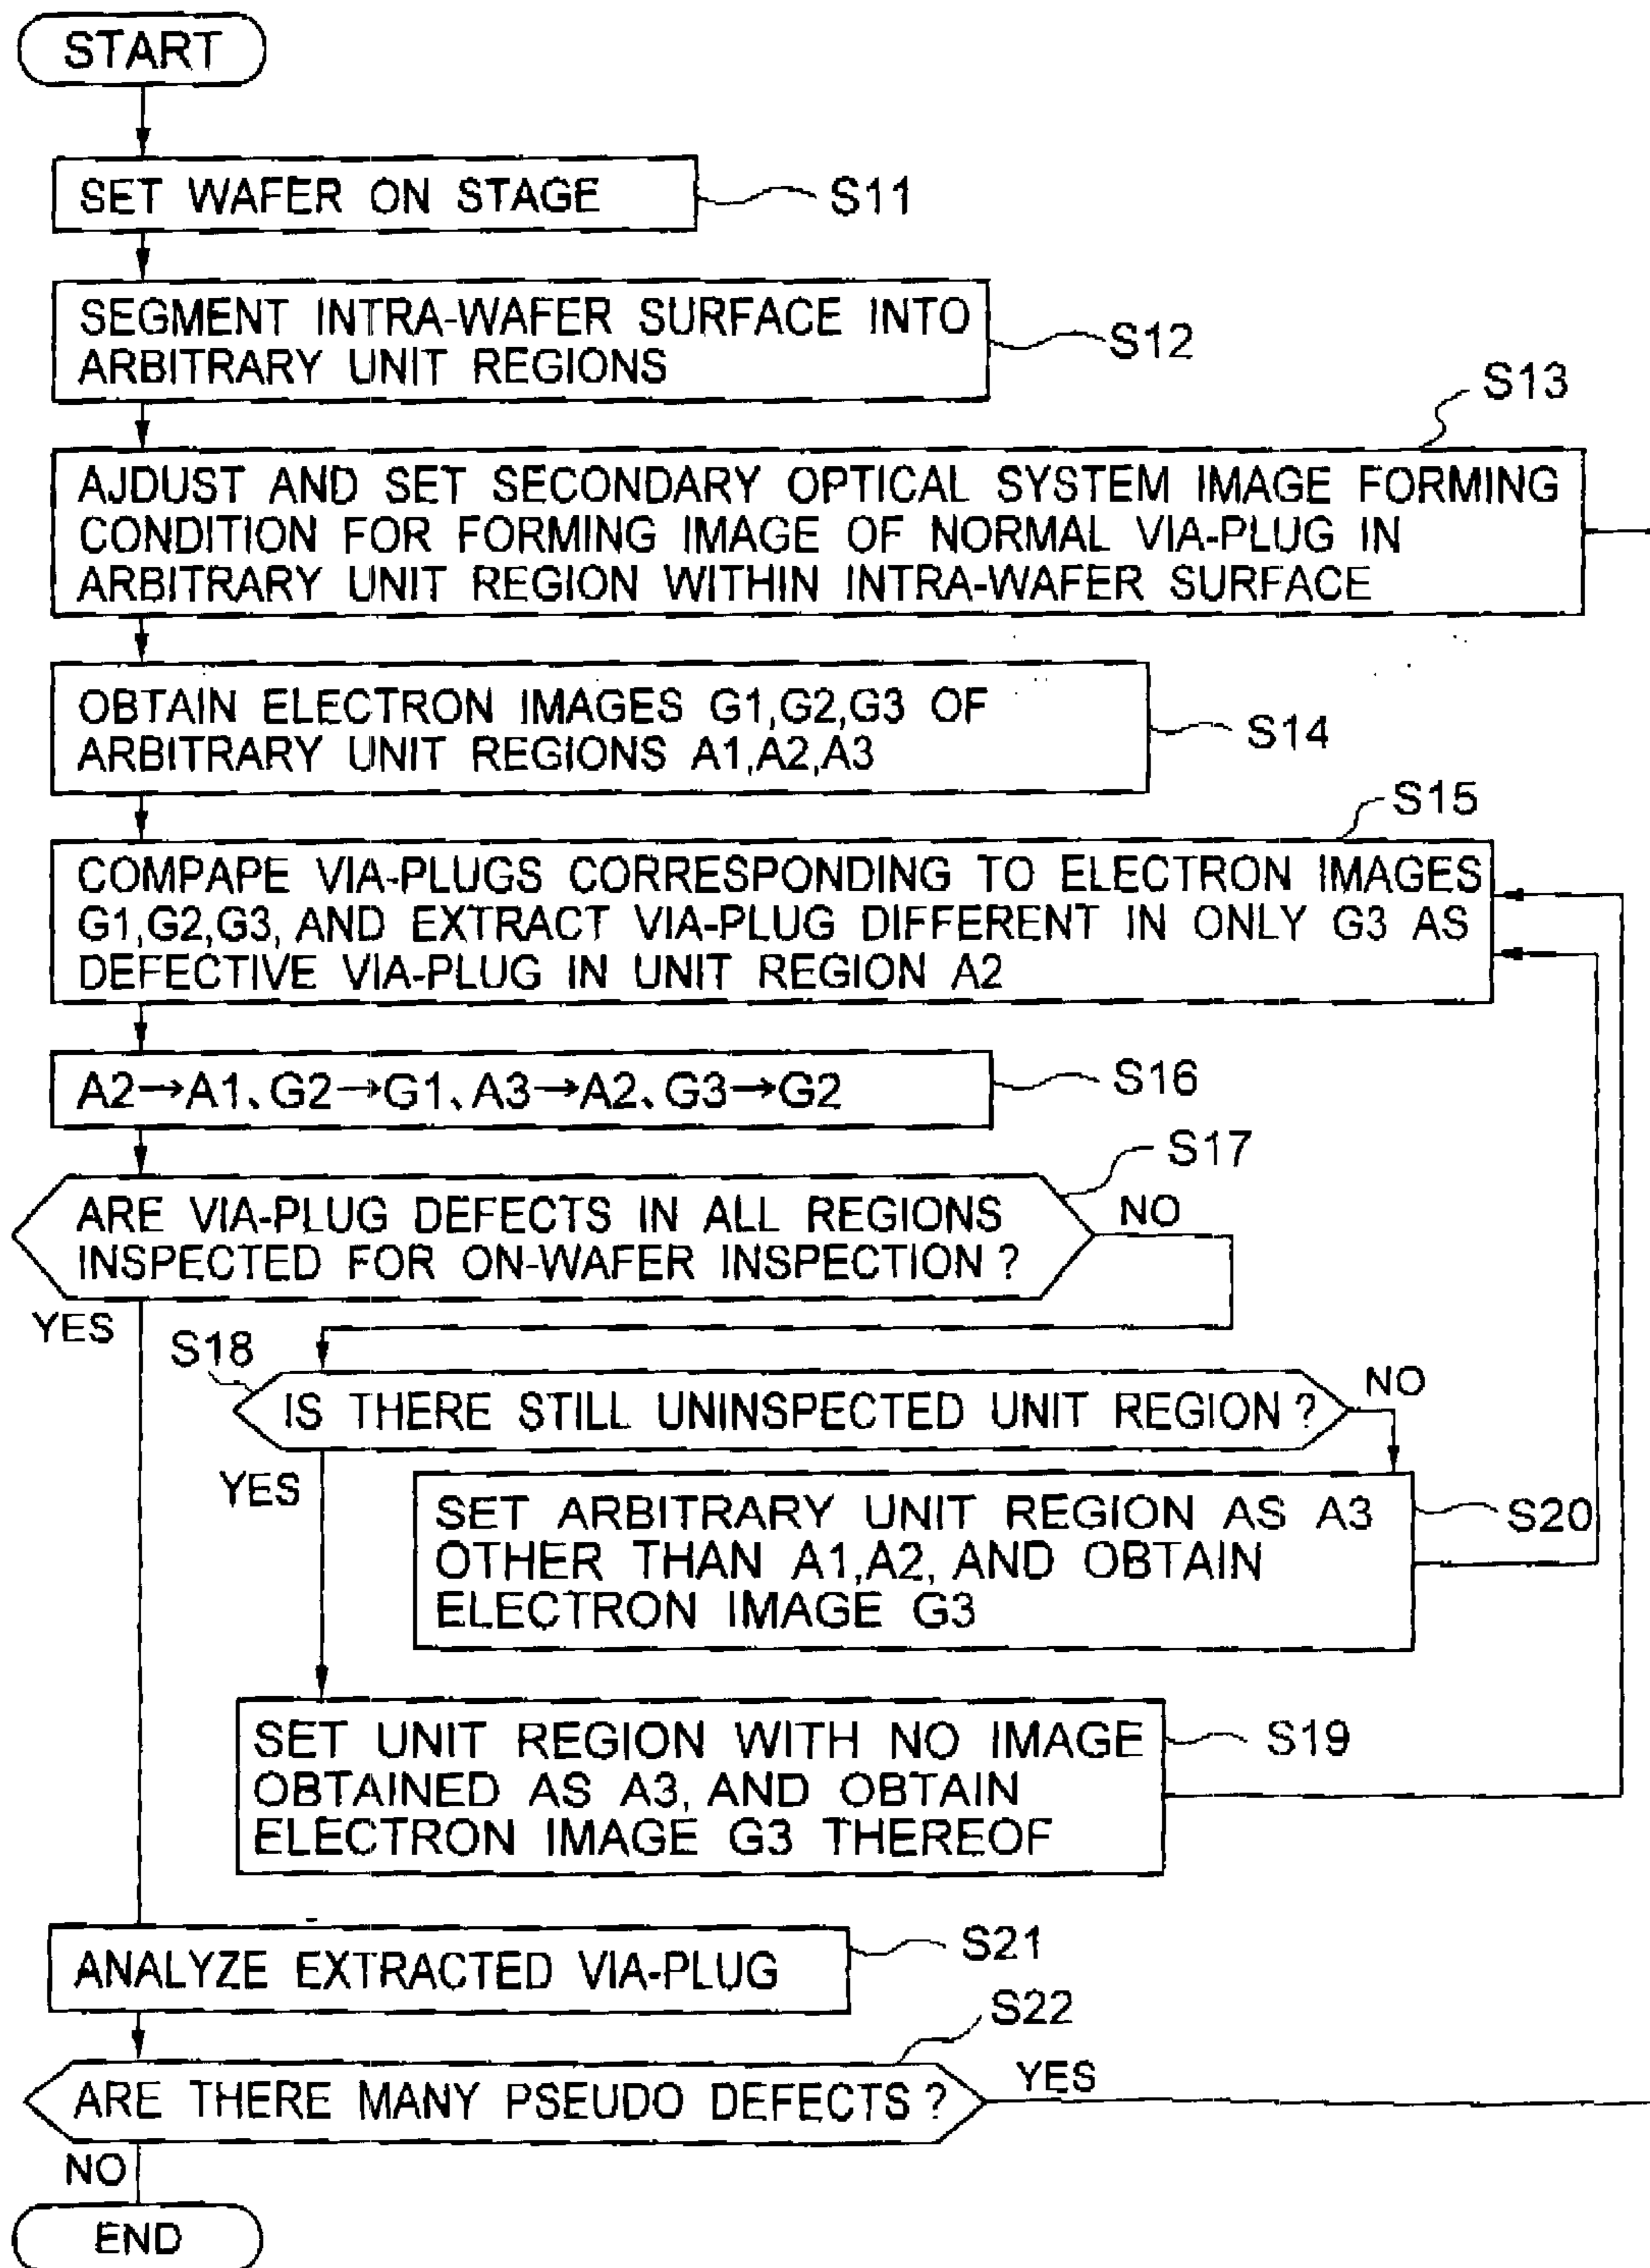 START
SET WAFER ON STAGE
S11
SEGMENT INTRA-WAFER SURFACE INTO
ARBITRARY UNIT REGIONS
S12
S13
AJDUST AND SET SECONDARY OPTICAL SYSTEM IMAGE FORMING
CONDITION FOR FORMING IMAGE OF NORMAL VIA-PLUG IN
ARBITRARY UNIT REGION WITHIN INTRA-WAFER SURFACE
OBTAIN ELECTRON IMAGES G1,G2,G3 OF
ARBITRARY UNIT REGIONS A1,A2,A3
S14
S15
COMPAPE VIA-PLUGS CORRESPONDING TO ELECTRON IMAGES
G1,G2,G3, AND EXTRACT VIA-PLUG DIFFERENT IN ONLY G3 AS
DEFECTIVE VIA-PLUG IN UNIT REGION A2
A2→A1、G2→G1、A3→A2、G3→G2
S16
S17
ARE VIA-PLUG DEFECTS IN ALL REGIONS
INSPECTED FOR ON-WAFER INSPECTION ?
NO
YES
S18
IS THERE STILL UNINSPECTED UNIT REGION ?
NO
YES
SET ARBITRARY UNIT REGION AS A3
OTHER THAN A1,A2, AND OBTAIN
ELECTRON IMAGE G3
S20
SET UNIT REGION WITH NO IMAGE
OBTAINED AS A3, AND OBTAIN
ELECTRON IMAGE G3 THEREOF
S19
ANALYZE EXTRACTED VIA-PLUG
S21
S22
ARE THERE MANY PSEUDO DEFECTS ?
YES
NO
END